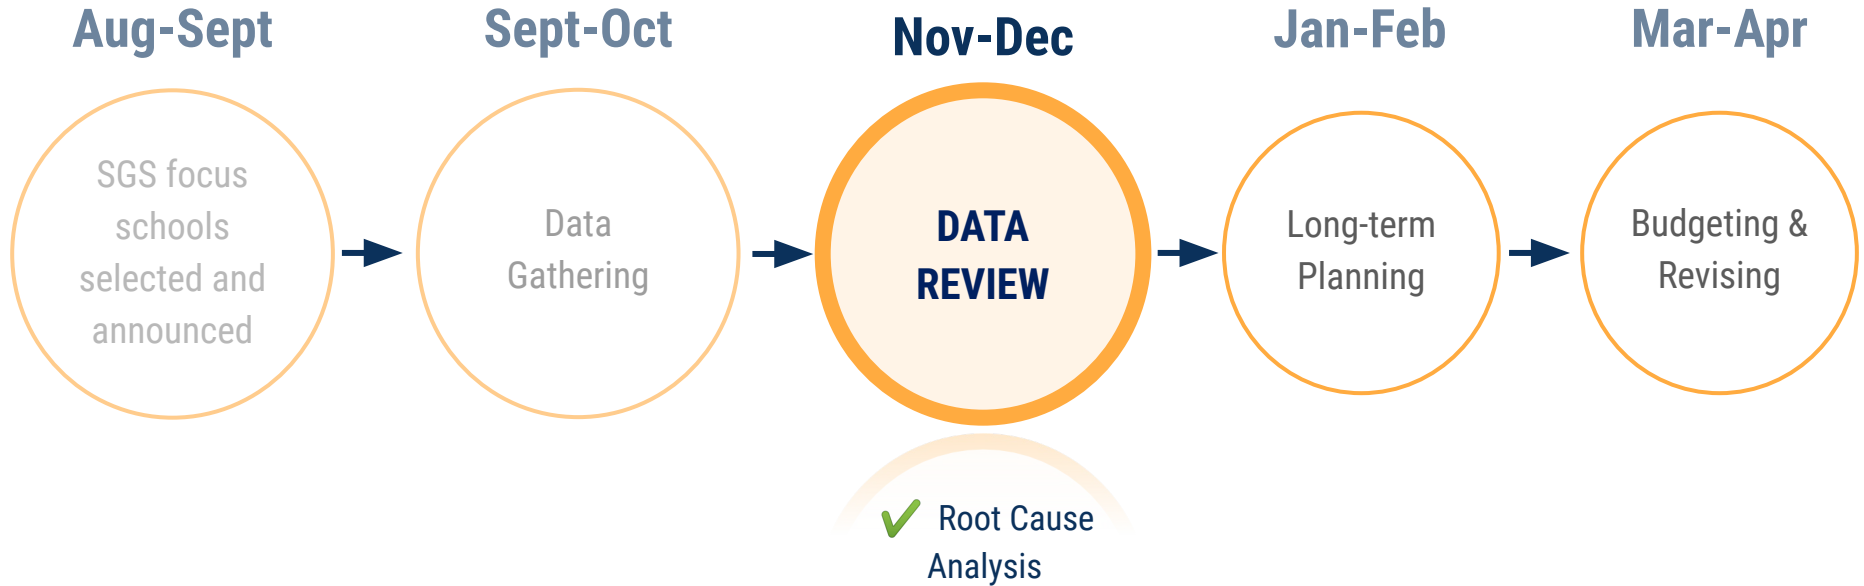 Aug-Sept
Sept-Oct
Nov-Dec
Jan-Feb
Mar-Apr
SGS focus
schools
selected and
announced
Data
Gathering
DATA
REVIEW
Long-term
Planning
Budgeting &
Revising
Root Cause
Analysis